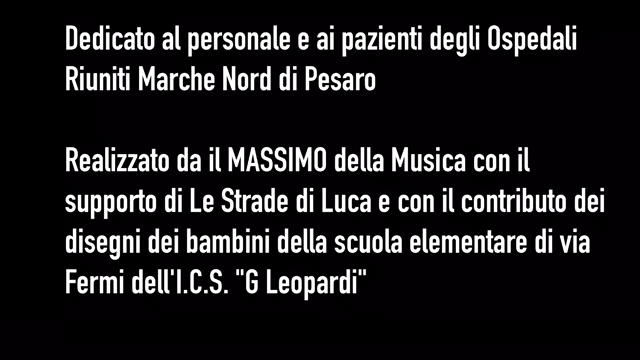 Dedicato al personale e ai pazienti degli Ospedali
Riuniti Marche Nord di Pesaro
Realizzato da il MASSIMO della Musica con il
supporto di Le Strade di Luca e con il contributo dei
disegni dei bambini della scuola elementare di via
Fermi dell'I.C.S. "G Leopardi"